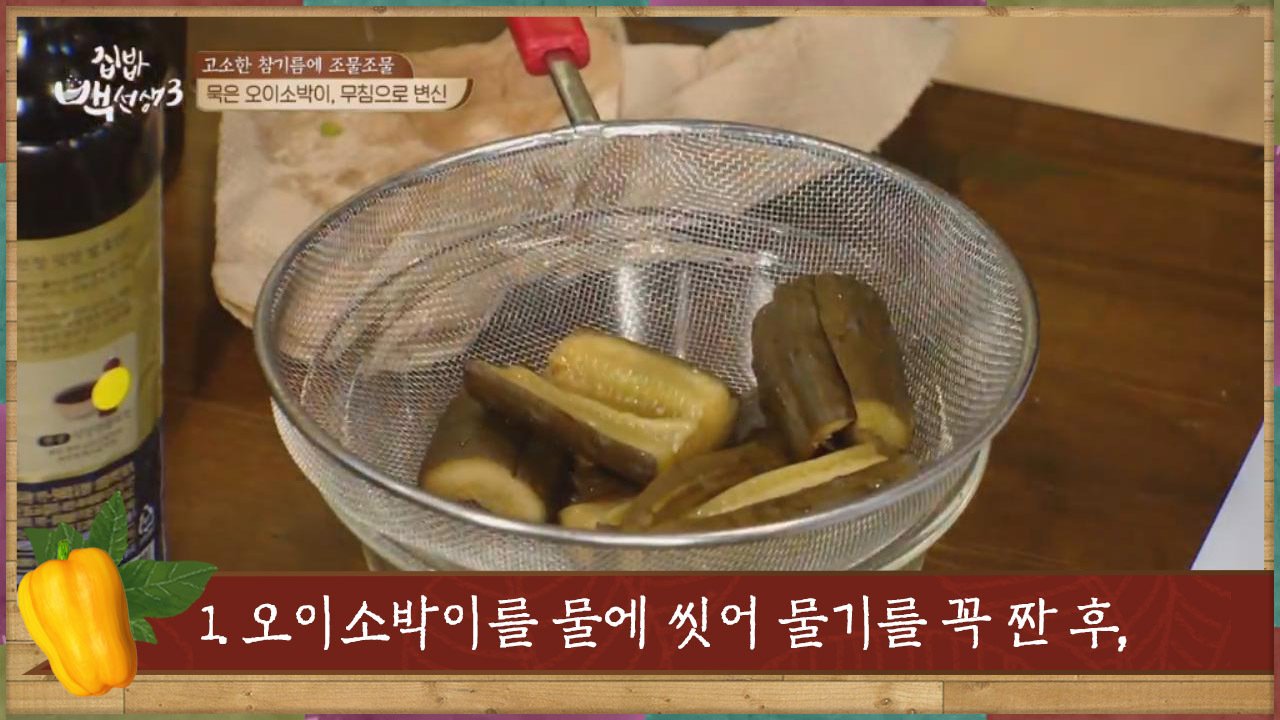 집밥
백선생3
고소한 참기름에 조물조물
묵은 오이소박이, 무침으로 변신
1. 오이소박이를 물에 씻어 물기를 꼭 짠 후,